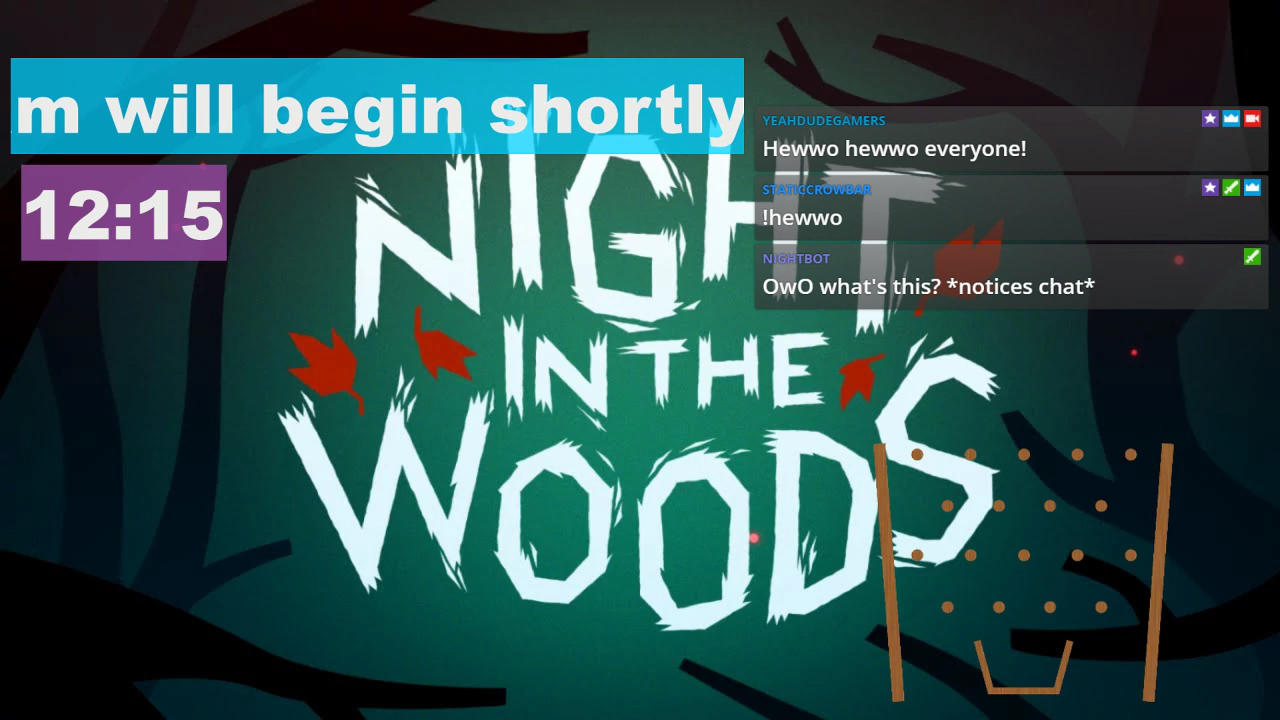 m will begin shortly
12:15
NIGHT
IN THE
WOODS
YEAHDUDEGAMERS
Hewwo hewwo everyone!
STATICCROWBAR
!hewwo
NIGHTBOT
OwO what's this? *notices chat*